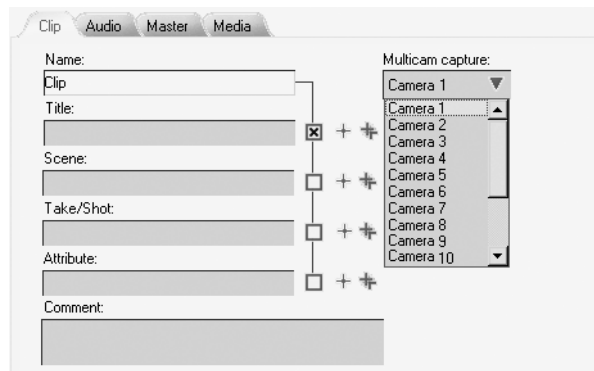 Clip Audio Master Media
Name:
Clip
Title:
Scene:
Take/Shot:
Attribute:
Comment:
Multicam capture:
Camera 1
Camera 1
Camera 2
Camera 3
Camera 4
Camera 5
Camera 6
Camera 7
Camera 8
Camera 9
Camera 10